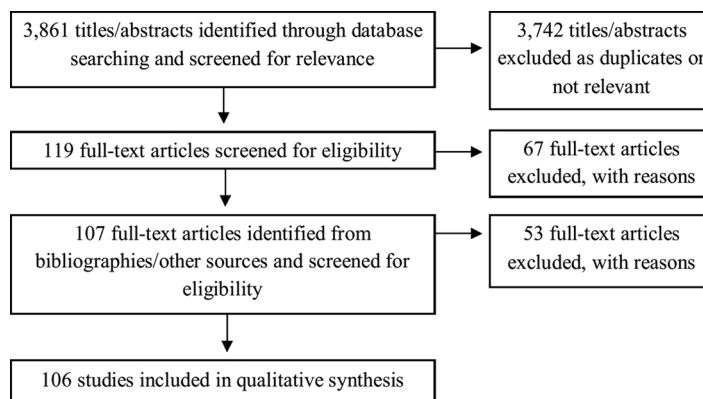 3,861 titles/abstracts identified through database
searching and screened for relevance
3,742 titles/abstracts
excluded as duplicates or
not relevant
119 full-text articles screened for eligibility
67 full-text articles
excluded, with reasons
107 full-text articles identified from
bibliographies/other sources and screened for
eligibility
53 full-text articles
excluded, with reasons
106 studies included in qualitative synthesis